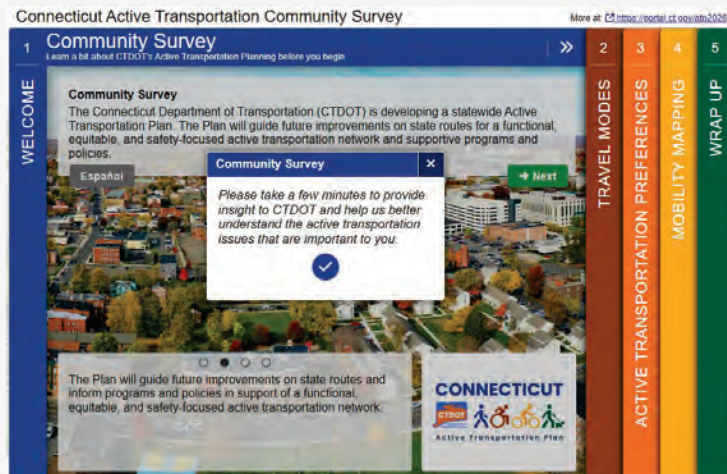 Connecticut Active Transportation Community Survey
More at: https://portal.ct.gov/atp2026
1
Community Survey
Learn a bit about CTDOT's Active Transportation Planning before you begin
WELCOME
Community Survey
The Connecticut Department of Transportation (CTDOT) is developing a statewide Active
Transportation Plan. The Plan will guide future improvements on state routes for a functional,
equitable, and safety-focused active transportation network and supportive programs and
policies.
Español
Next
Community Survey
Please take a few minutes to provide
insight to CTDOT and help us better
understand the active transportation
issues that are important to you.
The Plan will guide future improvements on state routes and
inform programs and policies in support of a functional,
equitable, and safety-focused active transportation network.
CONNECTICUT
CTDOT
Active Transportation Plan
2
TRAVEL MODES
3
ACTIVE TRANSPORTATION PREFERENCES
4
MOBILITY MAPPING
5
WRAP UP